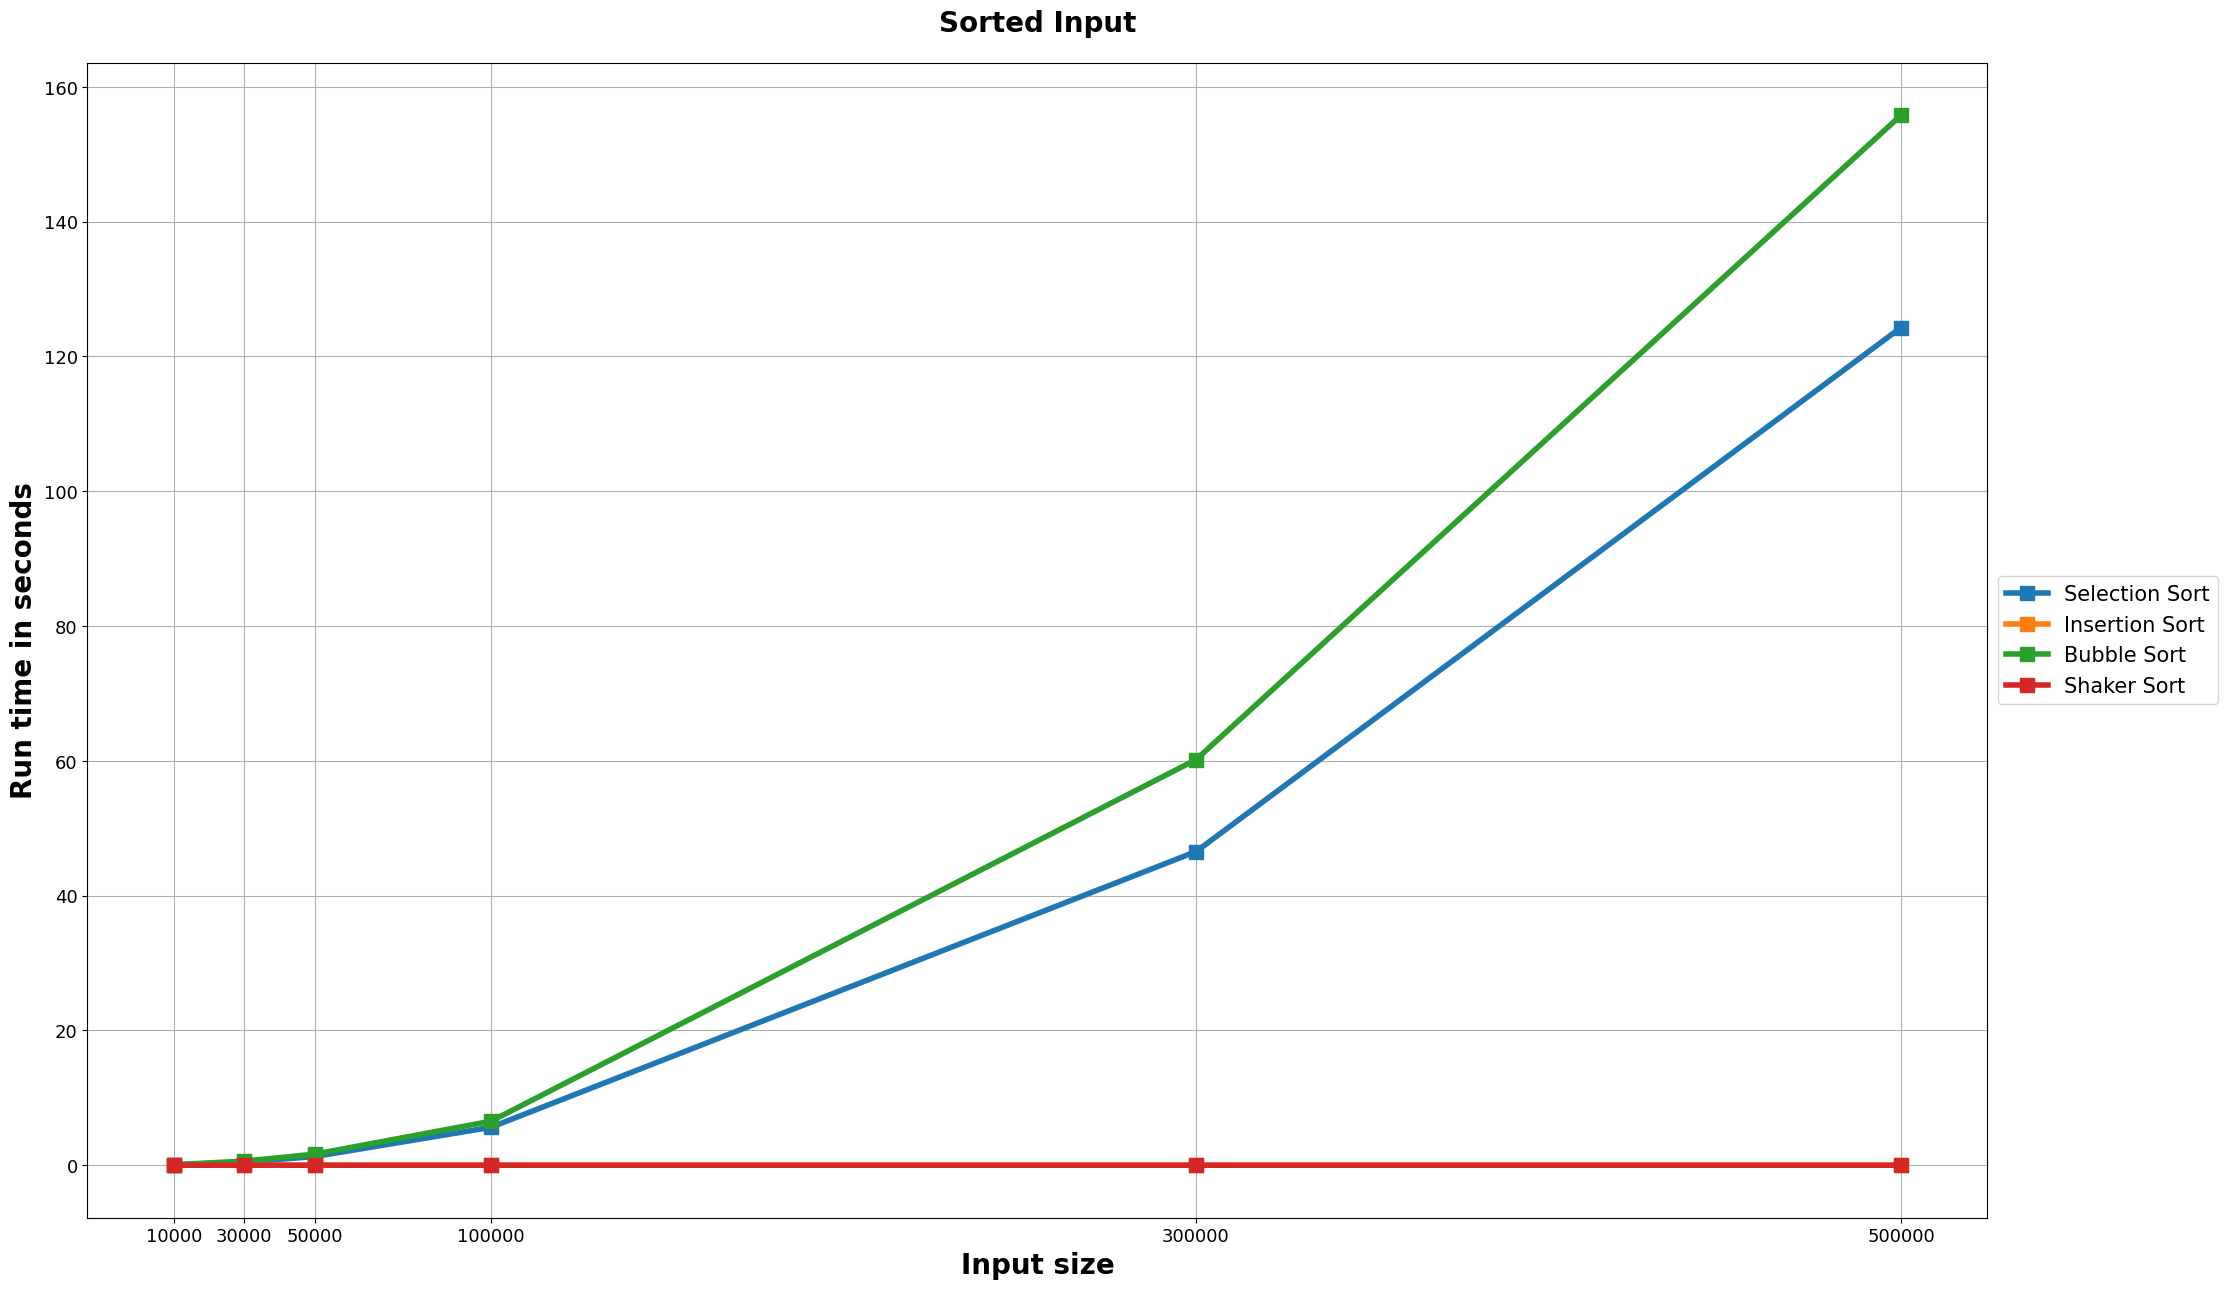 Sorted Input
160
140
120
100
80
60
40
20
0
Run time in seconds
10000 30000 50000 100000 300000 500000
Input size
Selection Sort
Insertion Sort
Bubble Sort
Shaker Sort